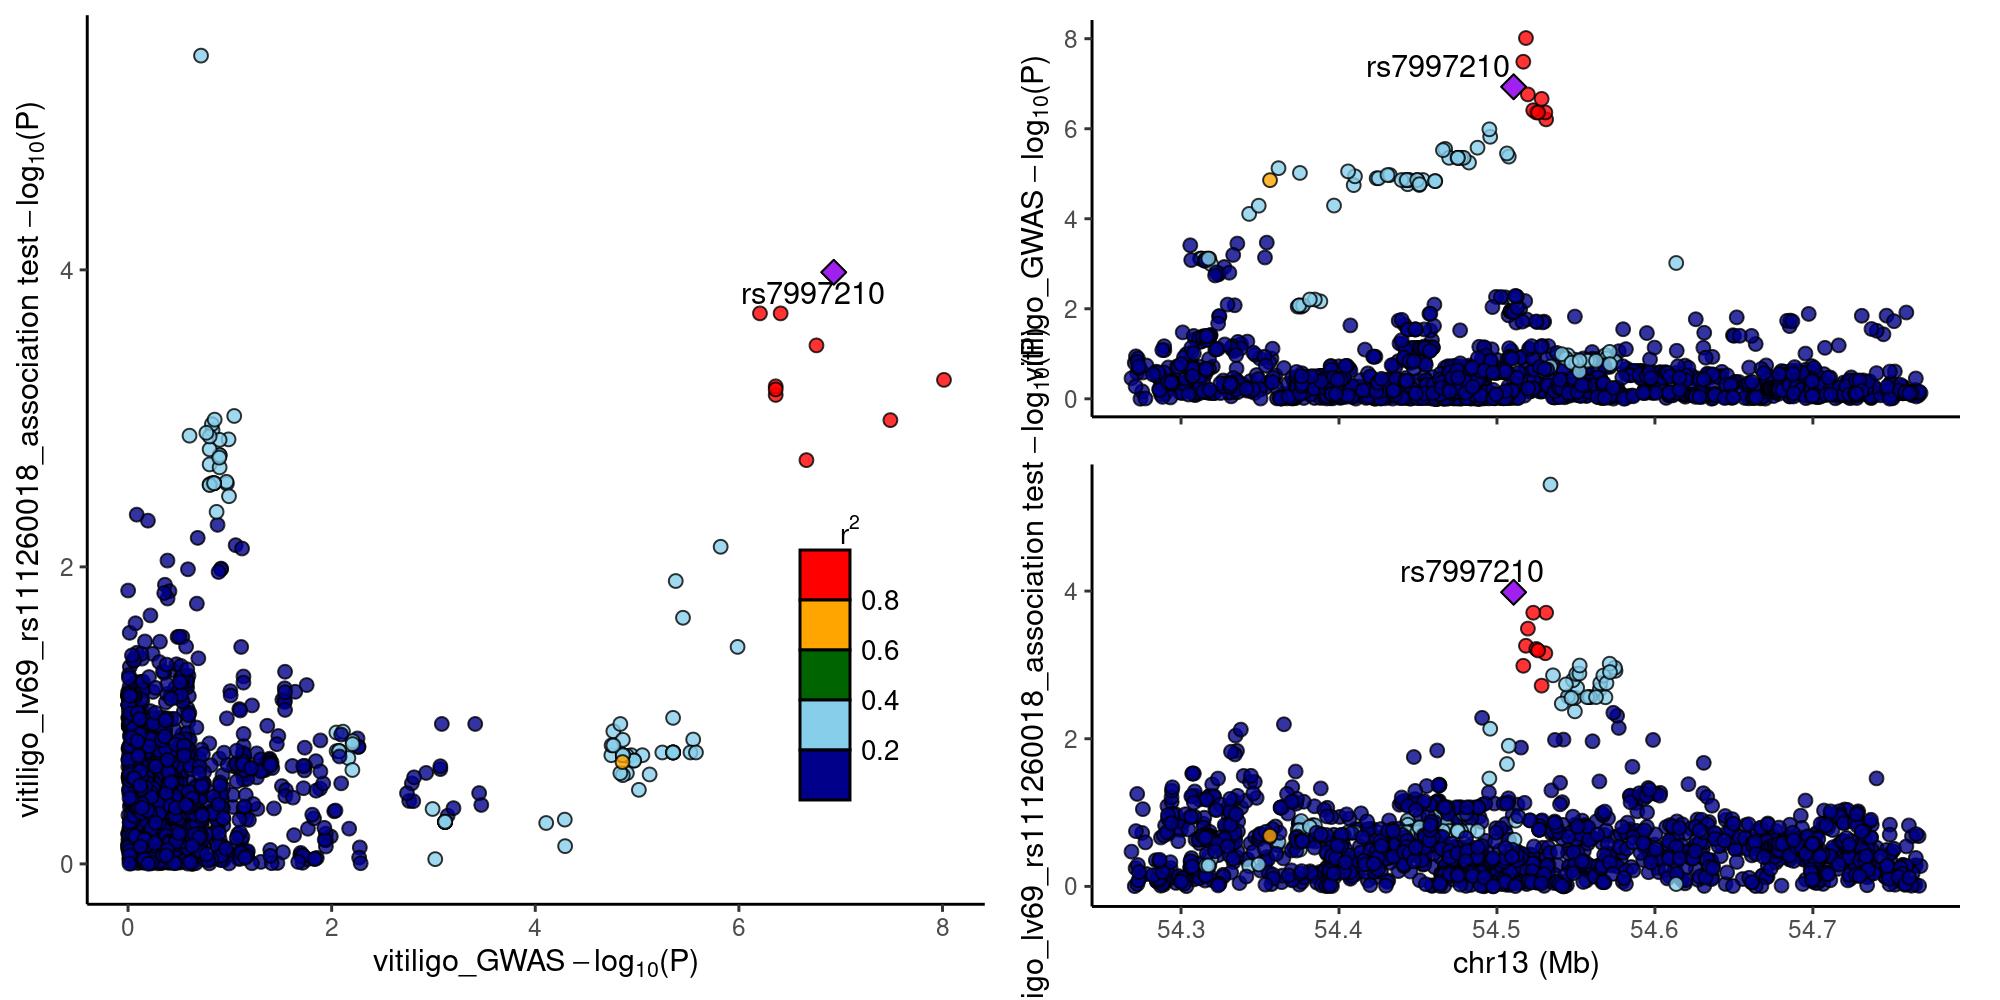 vitiligo_lv69_rs111260018_association test −log10(P)
4
2
0
rs7997210
r2
0.8
0.6
0.4
0.2
0
2
4
6
8
vitiligo_GWAS −log10(P)
vitiligo_GWAS −log10(P)
8
6
4
2
0
rs7997210
igo_lv69_rs111260018_association test −log10(P)
4
2
0
rs7997210
54.3
54.4
54.5
54.6
54.7
chr13 (Mb)